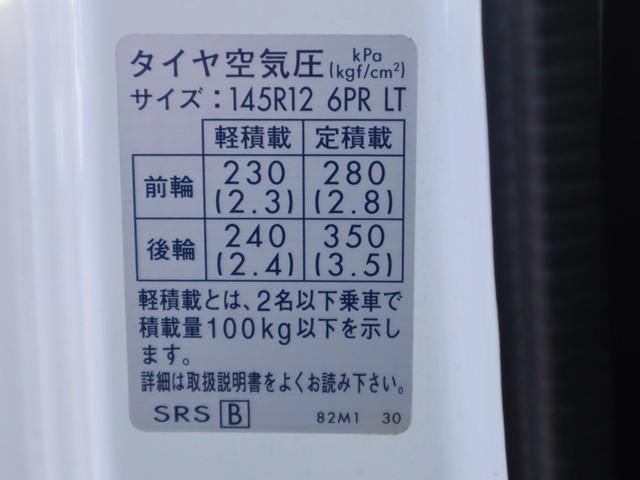 タイヤ空気圧 kPa (kgf/cm²)
サイズ：145R12 6PR LT
軽積載 定積載
前輪 230 (2.3) 280 (2.8)
後輪 240 (2.4) 350 (3.5)
軽積載とは、2名以下乗車で
積載量100kg以下を示し
ます。
詳細は取扱説明書をよくお読み下さい。
SRS B 82M1 30